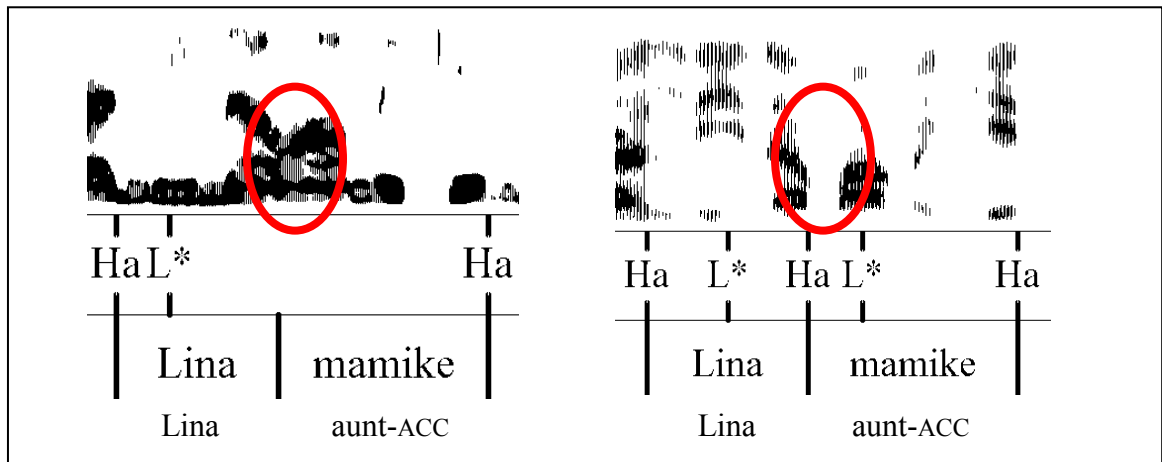 Ha L* Ha
Lina mamike
Lina aunt-ACC
Ha L* Ha L* Ha
Lina mamike
Lina aunt-ACC